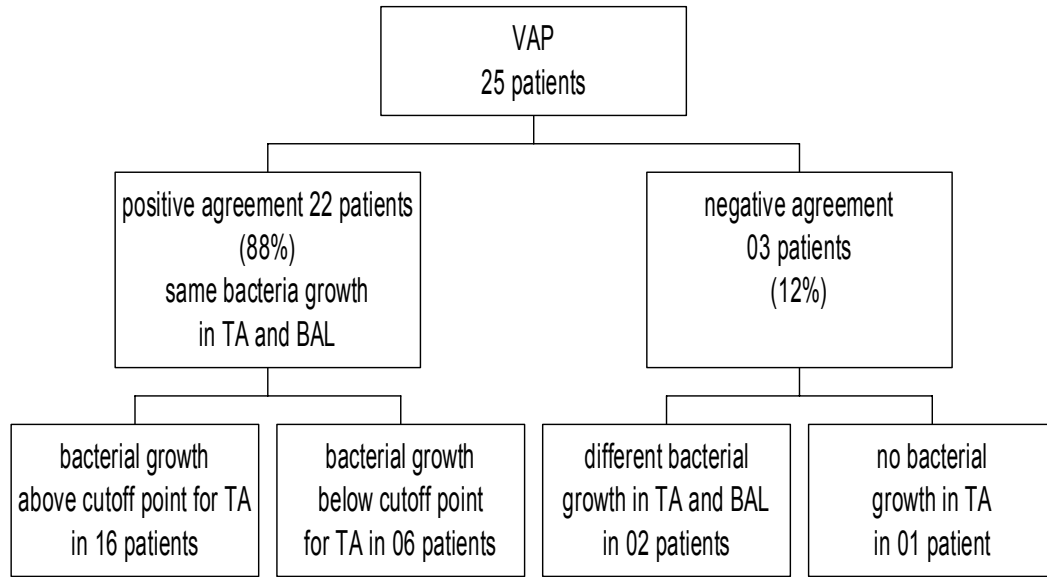 VAP
25 patients
positive agreement 22 patients
(88%)
same bacteria growth
in TA and BAL
negative agreement
03 patients
(12%)
bacterial growth
above cutoff point for TA
in 16 patients
bacterial growth
below cutoff point
for TA in 06 patients
different bacterial
growth in TA and BAL
in 02 patients
no bacterial
growth in TA
in 01 patient